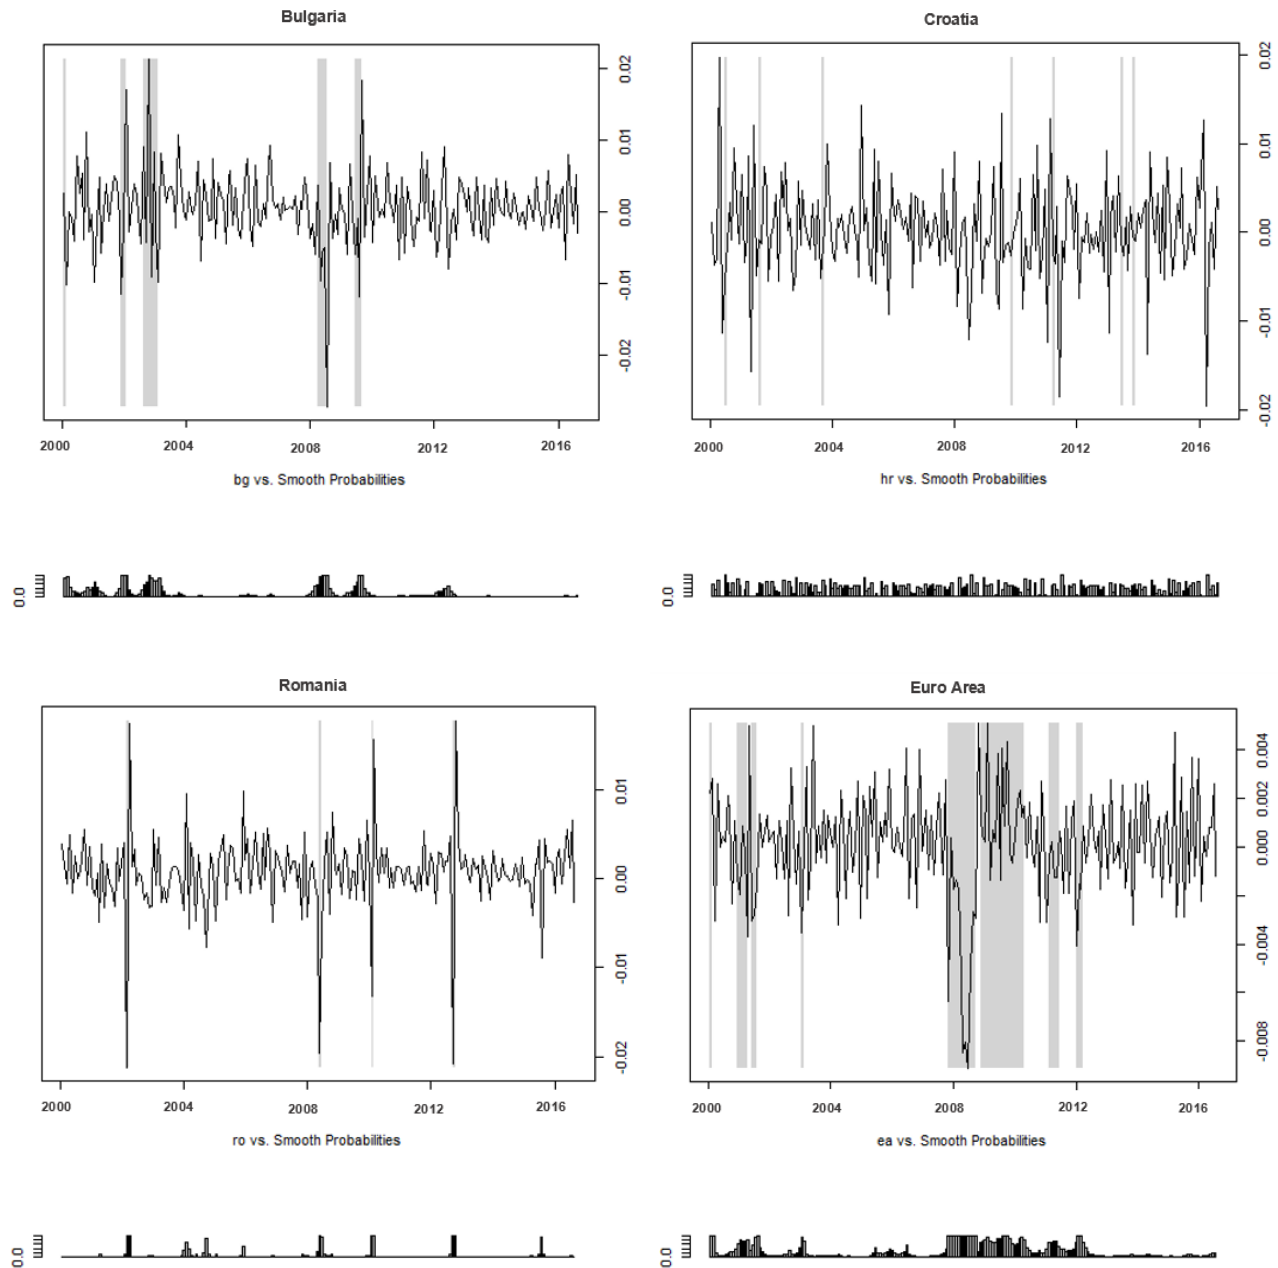 Bulgaria
0.02
0.01
0.00
-0.01
-0.02
2000 2004 2008 2012 2016
bg vs. Smooth Probabilities
0.0
Croatia
0.02
0.01
0.00
-0.01
-0.02
2000 2004 2008 2012 2016
hr vs. Smooth Probabilities
0.0
Romania
0.01
0.00
-0.01
-0.02
2000 2004 2008 2012 2016
ro vs. Smooth Probabilities
0.0
Euro Area
0.004
0.002
0.000
-0.004
-0.008
2000 2004 2008 2012 2016
ea vs. Smooth Probabilities
0.0